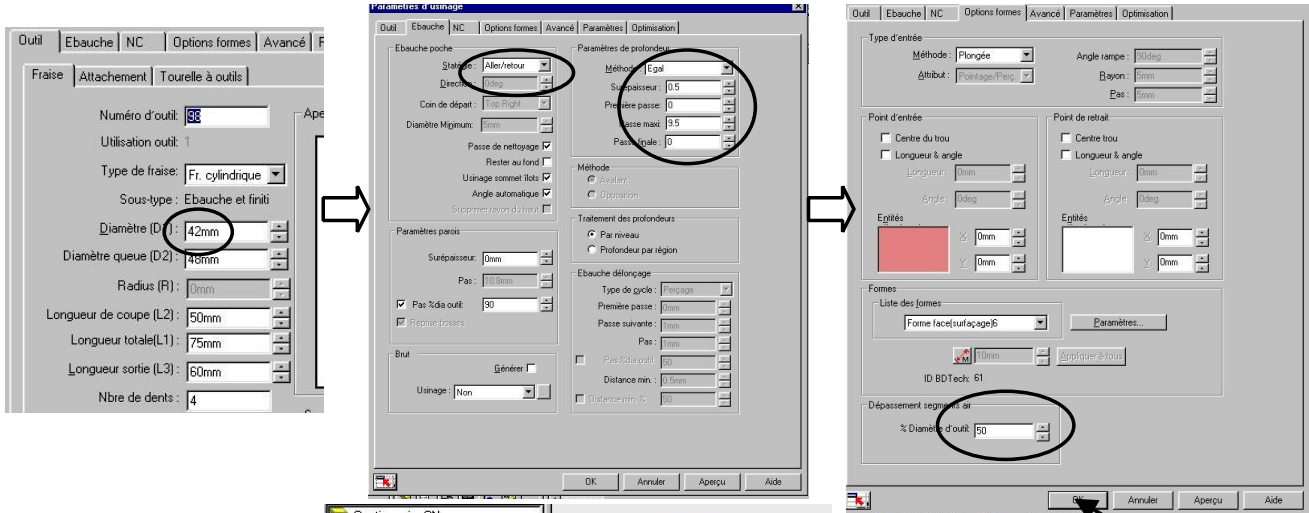 Outil Ebauche NC Options formes Avancé
Fraise Attachement Tourelle à outils
Numéro d'outil: 98
Utilisation outil: 1
Type de fraise: Fr. cylindrique
Sous-type : Ebauche et finiti
Diamètre (D1) : 42mm
Diamètre queue (D2) : 48mm
Radius (R) : 0mm
Longueur de coupe (L2) : 50mm
Longueur totale(L1) : 75mm
Longueur sortie (L3) : 60mm
Nbre de dents : 4
Paramètres d'usinage
Outil Ebauche NC Options formes Avancé Paramètres Optimisation
Ebauche poche
Stratégie : Aller/retour
Direction : 0deg
Coin de départ : Top Right
Diamètre Minimum: 5mm
Passe de nettoyage
Rester au fond
Usinage sommet îlots
Angle automatique
Supprimer rayon du haut
Paramètres parois
Surépaisseur: 0mm
Pas : 10.8mm
Pas %dia outil: 90
Reprise bosses
Brut
Générer
Usinage : Non
Paramètres de profondeur
Méthode : Egal
Surépaisseur : 0.5
Première passe: 0
Passe maxi: 9.5
Passe finale : 0
Méthode
Avalant
Opposition
Traitement des profondeurs
Par niveau
Profondeur par région
Ebauche défonçage
Type de cycle : Perçage
Première passe : 0mm
Passe suivante : 1mm
Pas : 1mm
Pas %dia outil: 50
Distance min. : 0.5mm
Distance min. % : 50
OK Annuler Aperçu Aide
Outil Ebauche NC Options formes Avancé Paramètres Optimisation
Type d'entrée
Méthode : Plongée
Attribut : Pointage/Perç.
Angle rampe : 90deg
Rayon : 5mm
Pas : 5mm
Point d'entrée
Centre du trou
Longueur & angle
Longueur : 0mm
Angle : 0deg
Entités
X: 0mm
Y: 0mm
Point de retrait
Centre trou
Longueur & angle
Longueur : 0mm
Angle : 0deg
Entités
X: 0mm
Y: 0mm
Formes
Liste des formes
Forme face(surfaçage)6
Paramètres...
10mm Appliquer à tous
ID BDTech: 61
Dépassement segments air
% Diamètre d'outil: 50
OK Annuler Aperçu Aide